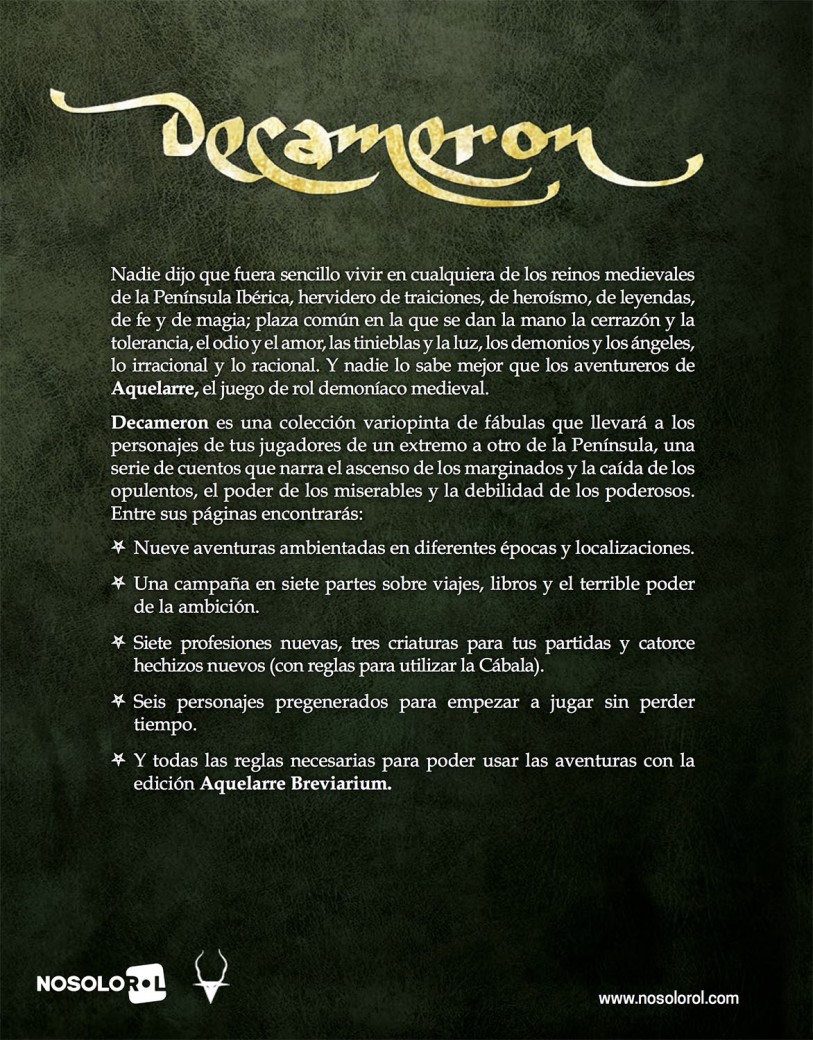 Decameron
Nadie dijo que fuera sencillo vivir en cualquiera de los reinos medievales
de la Península Ibérica, hervidero de traiciones, de heroísmo, de leyendas,
de fe y de magia; plaza común en la que se dan la mano la cerrazón y la
tolerancia, el odio y el amor, las tinieblas y la luz, los demonios y los ángeles,
lo irracional y lo racional. Y nadie lo sabe mejor que los aventureros de
Aquelarre, el juego de rol demoníaco medieval.
Decameron es una colección variopinta de fábulas que llevará a los
personajes de tus jugadores de un extremo a otro de la Península, una
serie de cuentos que narra el ascenso de los marginados y la caída de los
opulentos, el poder de los miserables y la debilidad de los poderosos.
Entre sus páginas encontrarás:
Nueve aventuras ambientadas en diferentes épocas y localizaciones.
Una campaña en siete partes sobre viajes, libros y el terrible poder
de la ambición.
Siete profesiones nuevas, tres criaturas para tus partidas y catorce
hechizos nuevos (con reglas para utilizar la Cábala).
Seis personajes pregenerados para empezar a jugar sin perder
tiempo.
Y todas las reglas necesarias para poder usar las aventuras con la
edición Aquelarre Breviarium.
NOSOLOROL
www.nosolorol.com